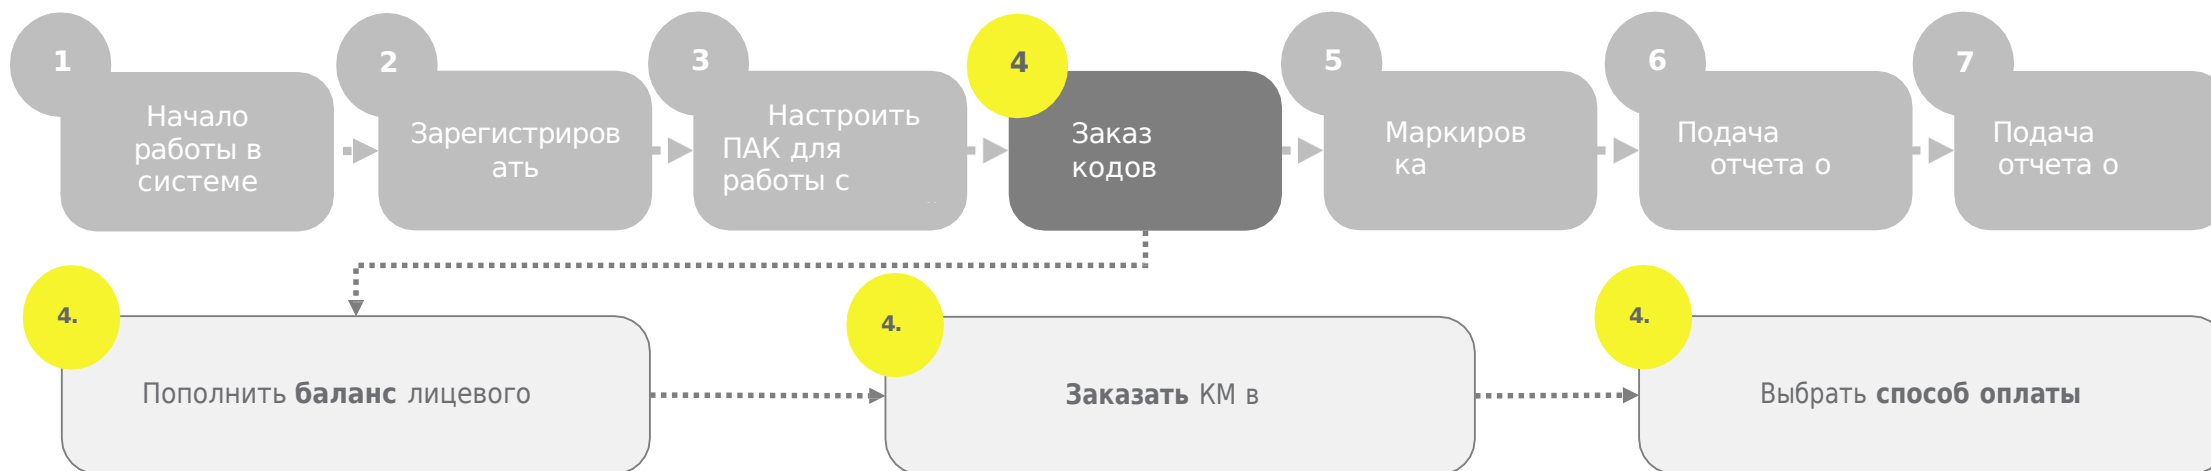 1
Начало
работы в
системе
2
Зарегистриров
ать
3
Настроить
ПАК для
работы с
4
Заказ
кодов
5
Маркиров
ка
6
Подача
отчета о
7
Подача
отчета о
4.
Пополнить баланс лицевого
4.
Заказать КМ в
4.
Выбрать способ оплаты